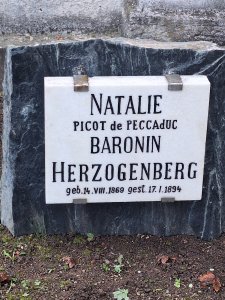 NATALIE
PICOT de PECCADUC
BARONIN
HERZOGENBERG
geb. 14. VIII. 1869 gest. 17. I. 1894